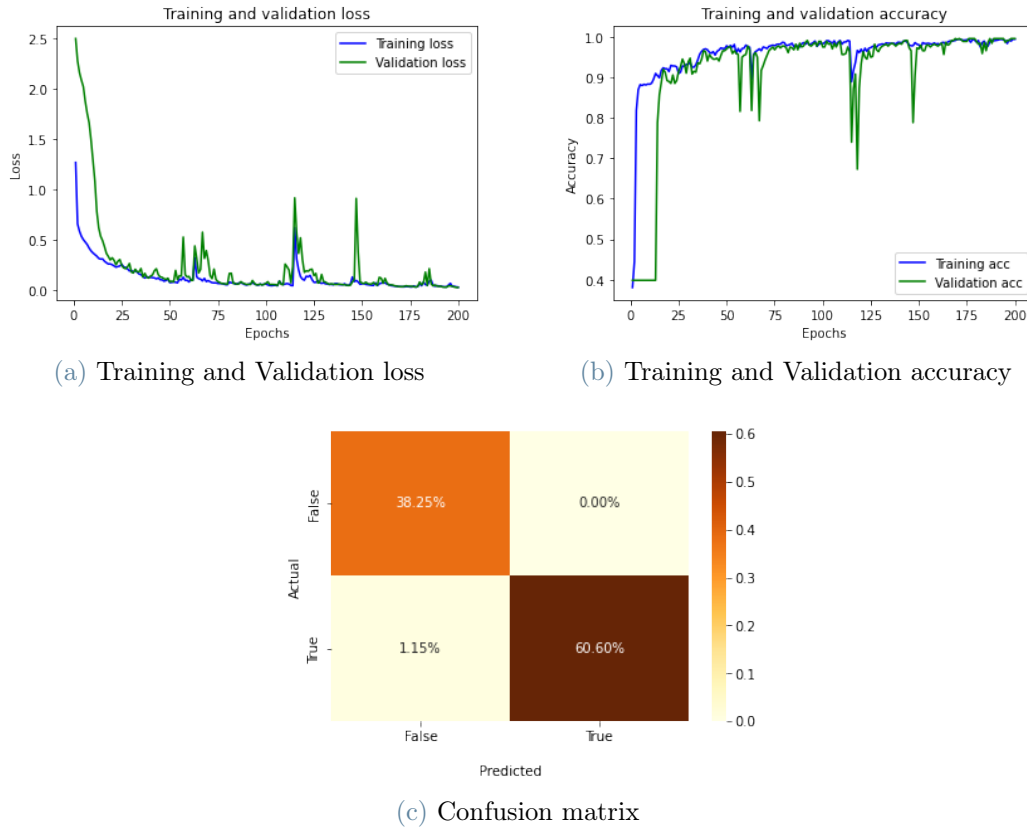 Training and validation loss
Training loss
Validation loss
2.5
2.0
1.5
1.0
0.5
0.0
Loss
0 25 50 75 100 125 150 175 200
Epochs
(a) Training and Validation loss
Training and validation accuracy
1.0
0.9
0.8
0.7
0.6
0.5
0.4
Accuracy
Training acc
Validation acc
0 25 50 75 100 125 150 175 200
Epochs
(b) Training and Validation accuracy
Actual
False
38.25% 0.00%
True
1.15% 60.60%
False True
Predicted
0.6
0.5
0.4
0.3
0.2
0.1
0.0
(c) Confusion matrix